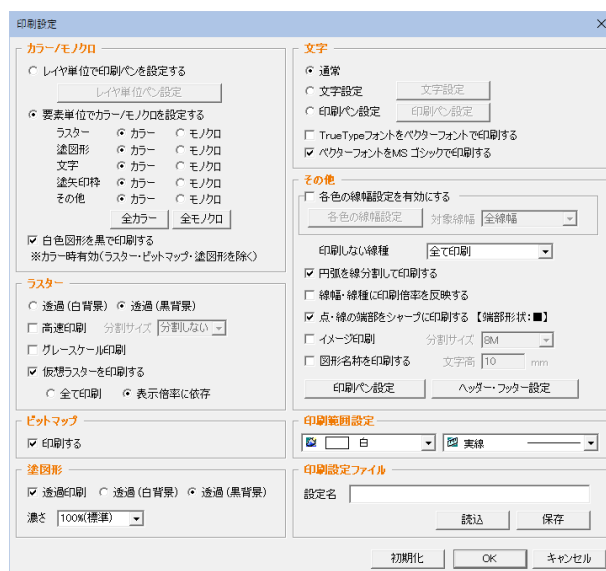 印刷設定
カラー/モノクロ
レイヤ単位で印刷ペンを設定する
レイヤ単位ペン設定
要素単位でカラー/モノクロを設定する
ラスター カラー モノクロ
塗図形 カラー モノクロ
文字 カラー モノクロ
塗矢印枠 カラー モノクロ
その他 カラー モノクロ
全カラー 全モノクロ
白色図形を黒で印刷する
※カラー時有効(ラスター・ビットマップ・塗図形を除く)
ラスター
透過(白背景) 透過(黒背景)
高速印刷 分割サイズ 分割しない
グレースケール印刷
仮想ラスターを印刷する
全て印刷 表示倍率に依存
ビットマップ
印刷する
塗図形
透過印刷 透過(白背景) 透過(黒背景)
濃さ 100%(標準)
文字
通常
文字設定 文字設定
印刷ペン設定 印刷ペン設定
TrueTypeフォントをベクターフォントで印刷する
ベクターフォントをMS ゴシックで印刷する
その他
各色の線幅設定を有効にする
各色の線幅設定 対象線幅 全線幅
印刷しない線種 全て印刷
円弧を線分割して印刷する
線幅・線種に印刷倍率を反映する
点・線の端部をシャープに印刷する【端部形状:■】
イメージ印刷 分割サイズ 8M
図形名称を印刷する 文字高 10 mm
印刷ペン設定 ヘッダー・フッター設定
印刷範囲設定
白 実線
印刷設定ファイル
設定名
読込 保存
初期化 OK キャンセル